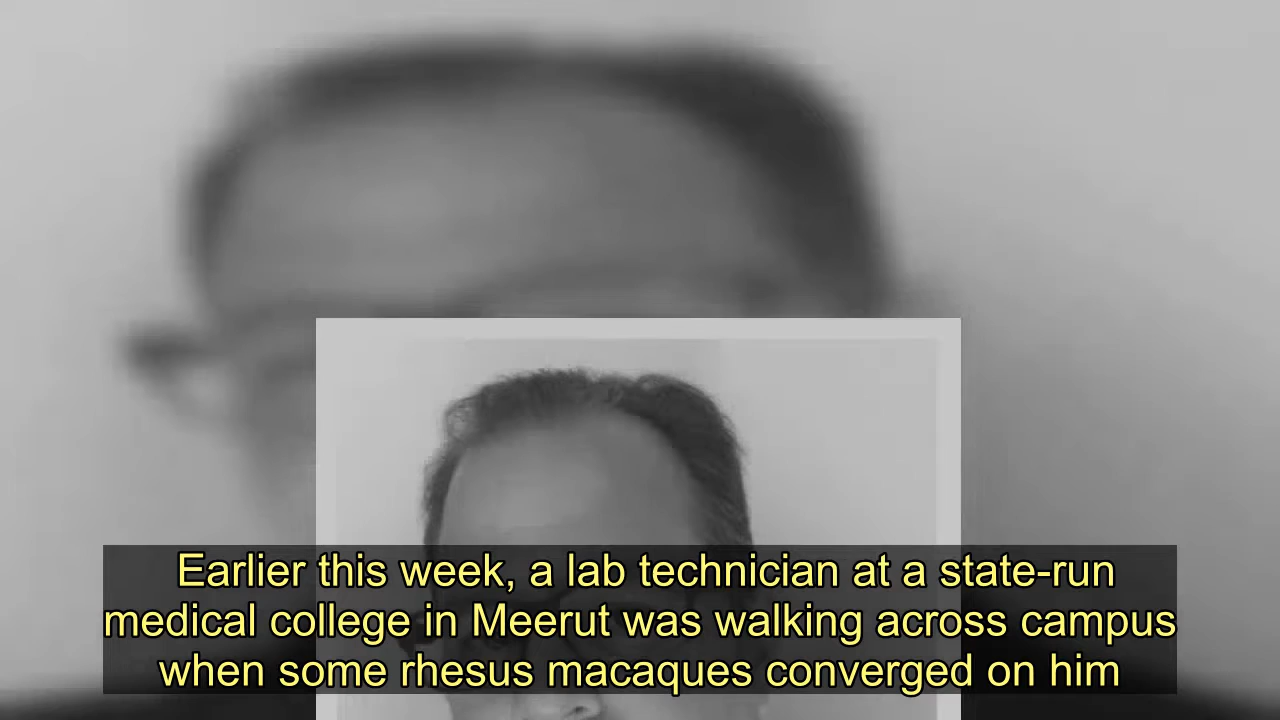 Earlier this week, a lab technician at a state-run
medical college in Meerut was walking across campus
when some rhesus macaques converged on him